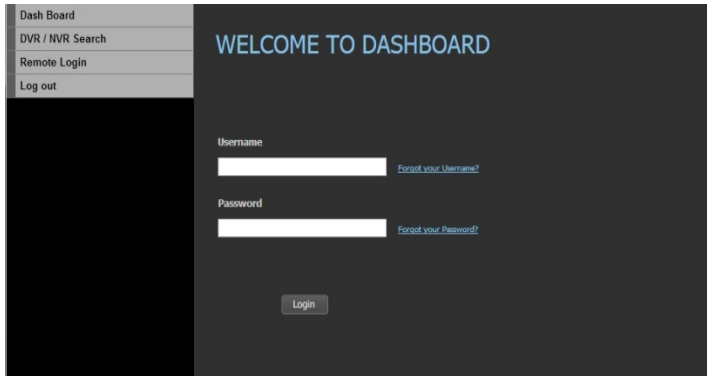 Dash Board
DVR / NVR Search
Remote Login
Log out
WELCOME TO DASHBOARD
Username
Forgot your Username?
Password
Forgot your Password?
Login